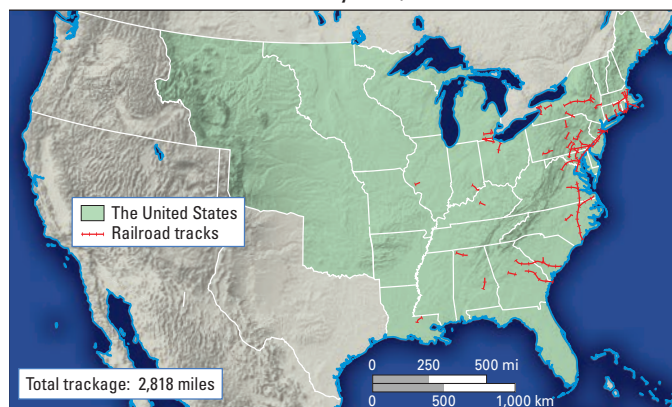 The United States
Railroad tracks
Total trackage: 2,818 miles
0 250 500 mi
0 500 1,000 km